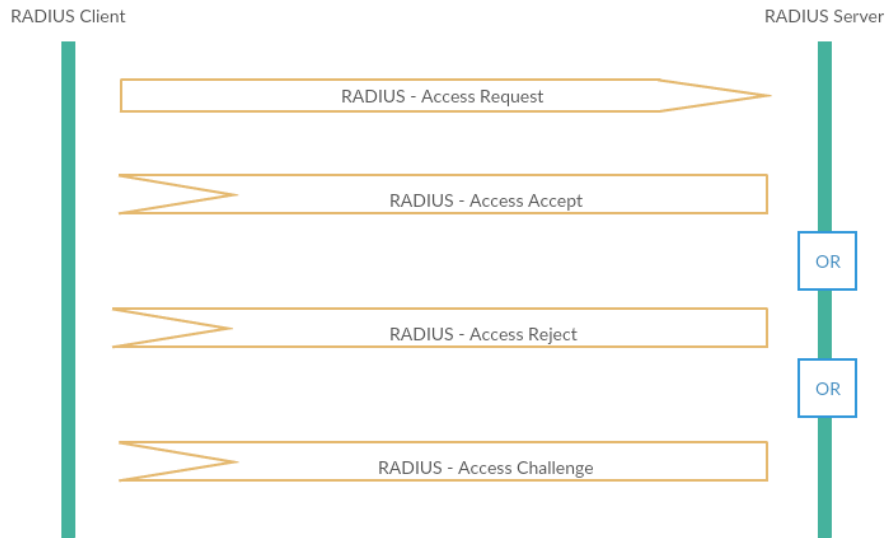 RADIUS Client
RADIUS Server
RADIUS - Access Request
RADIUS - Access Accept
OR
RADIUS - Access Reject
OR
RADIUS - Access Challenge